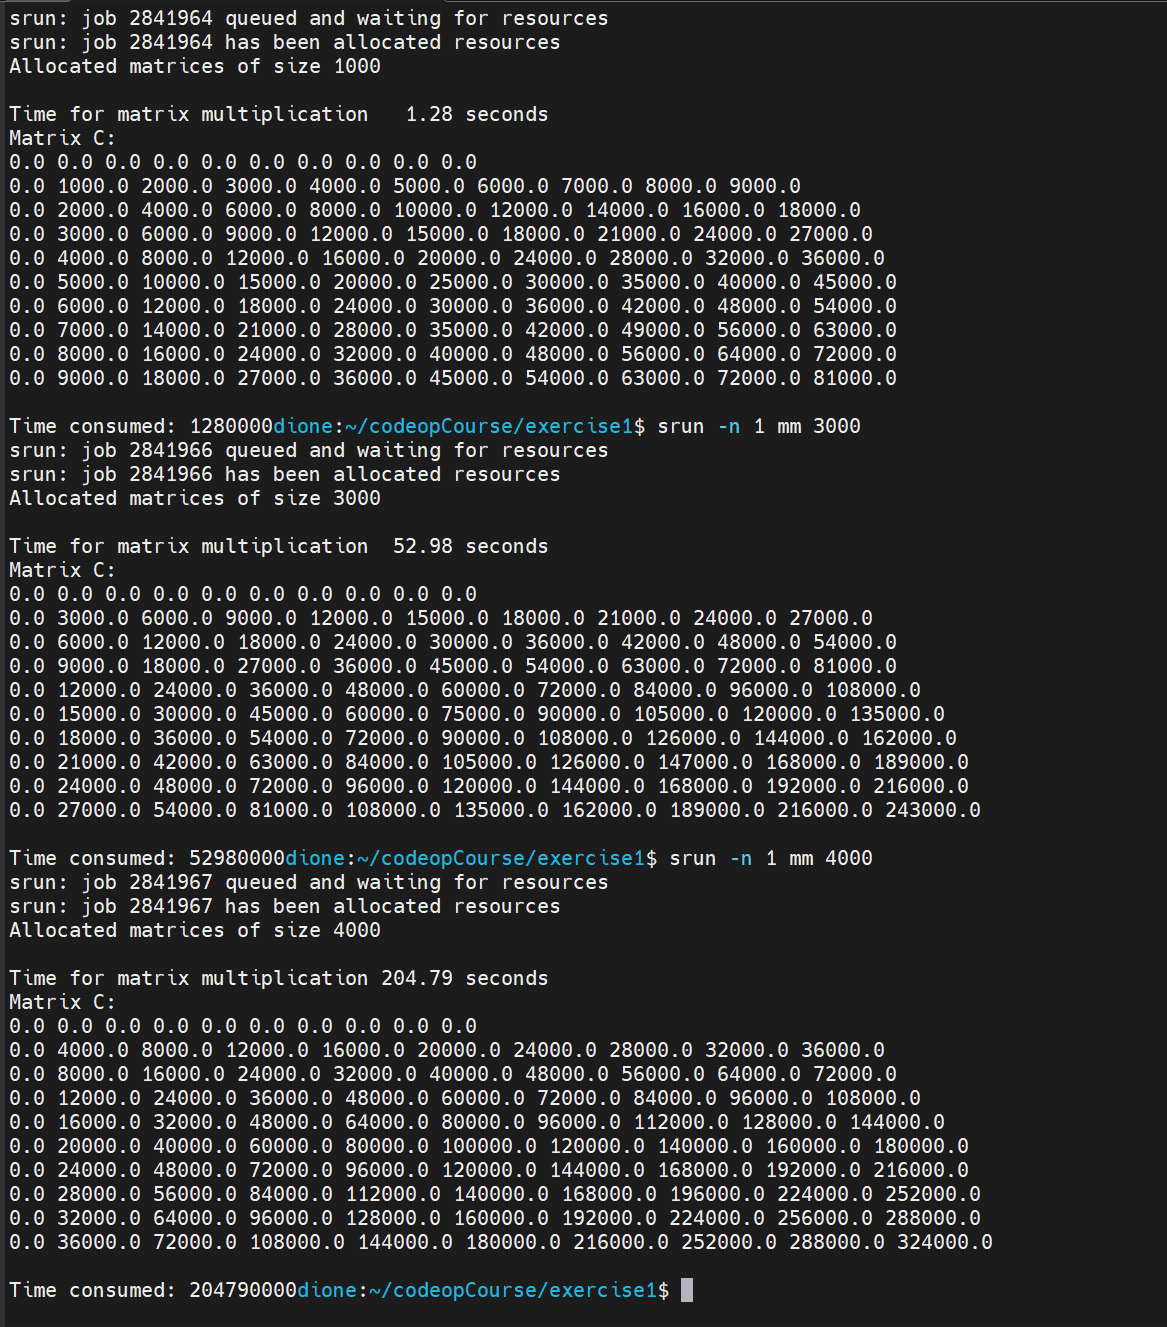 srun: job 2841964 queued and waiting for resources
srun: job 2841964 has been allocated resources
Allocated matrices of size 1000
Time for matrix multiplication   1.28 seconds
Matrix C:
0.0 0.0 0.0 0.0 0.0 0.0 0.0 0.0 0.0 0.0
0.0 1000.0 2000.0 3000.0 4000.0 5000.0 6000.0 7000.0 8000.0 9000.0
0.0 2000.0 4000.0 6000.0 8000.0 10000.0 12000.0 14000.0 16000.0 18000.0
0.0 3000.0 6000.0 9000.0 12000.0 15000.0 18000.0 21000.0 24000.0 27000.0
0.0 4000.0 8000.0 12000.0 16000.0 20000.0 24000.0 28000.0 32000.0 36000.0
0.0 5000.0 10000.0 15000.0 20000.0 25000.0 30000.0 35000.0 40000.0 45000.0
0.0 6000.0 12000.0 18000.0 24000.0 30000.0 36000.0 42000.0 48000.0 54000.0
0.0 7000.0 14000.0 21000.0 28000.0 35000.0 42000.0 49000.0 56000.0 63000.0
0.0 8000.0 16000.0 24000.0 32000.0 40000.0 48000.0 56000.0 64000.0 72000.0
0.0 9000.0 18000.0 27000.0 36000.0 45000.0 54000.0 63000.0 72000.0 81000.0
Time consumed: 1280000dione:~/codeopCourse/exercise1$ srun -n 1 mm 3000
srun: job 2841966 queued and waiting for resources
srun: job 2841966 has been allocated resources
Allocated matrices of size 3000
Time for matrix multiplication  52.98 seconds
Matrix C:
0.0 0.0 0.0 0.0 0.0 0.0 0.0 0.0 0.0 0.0
0.0 3000.0 6000.0 9000.0 12000.0 15000.0 18000.0 21000.0 24000.0 27000.0
0.0 6000.0 12000.0 18000.0 24000.0 30000.0 36000.0 42000.0 48000.0 54000.0
0.0 9000.0 18000.0 27000.0 36000.0 45000.0 54000.0 63000.0 72000.0 81000.0
0.0 12000.0 24000.0 36000.0 48000.0 60000.0 72000.0 84000.0 96000.0 108000.0
0.0 15000.0 30000.0 45000.0 60000.0 75000.0 90000.0 105000.0 120000.0 135000.0
0.0 18000.0 36000.0 54000.0 72000.0 90000.0 108000.0 126000.0 144000.0 162000.0
0.0 21000.0 42000.0 63000.0 84000.0 105000.0 126000.0 147000.0 168000.0 189000.0
0.0 24000.0 48000.0 72000.0 96000.0 120000.0 144000.0 168000.0 192000.0 216000.0
0.0 27000.0 54000.0 81000.0 108000.0 135000.0 162000.0 189000.0 216000.0 243000.0
Time consumed: 52980000dione:~/codeopCourse/exercise1$ srun -n 1 mm 4000
srun: job 2841967 queued and waiting for resources
srun: job 2841967 has been allocated resources
Allocated matrices of size 4000
Time for matrix multiplication 204.79 seconds
Matrix C:
0.0 0.0 0.0 0.0 0.0 0.0 0.0 0.0 0.0 0.0
0.0 4000.0 8000.0 12000.0 16000.0 20000.0 24000.0 28000.0 32000.0 36000.0
0.0 8000.0 16000.0 24000.0 32000.0 40000.0 48000.0 56000.0 64000.0 72000.0
0.0 12000.0 24000.0 36000.0 48000.0 60000.0 72000.0 84000.0 96000.0 108000.0
0.0 16000.0 32000.0 48000.0 64000.0 80000.0 96000.0 112000.0 128000.0 144000.0
0.0 20000.0 40000.0 60000.0 80000.0 100000.0 120000.0 140000.0 160000.0 180000.0
0.0 24000.0 48000.0 72000.0 96000.0 120000.0 144000.0 168000.0 192000.0 216000.0
0.0 28000.0 56000.0 84000.0 112000.0 140000.0 168000.0 196000.0 224000.0 252000.0
0.0 32000.0 64000.0 96000.0 128000.0 160000.0 192000.0 224000.0 256000.0 288000.0
0.0 36000.0 72000.0 108000.0 144000.0 180000.0 216000.0 252000.0 288000.0 324000.0
Time consumed: 204790000dione:~/codeopCourse/exercise1$